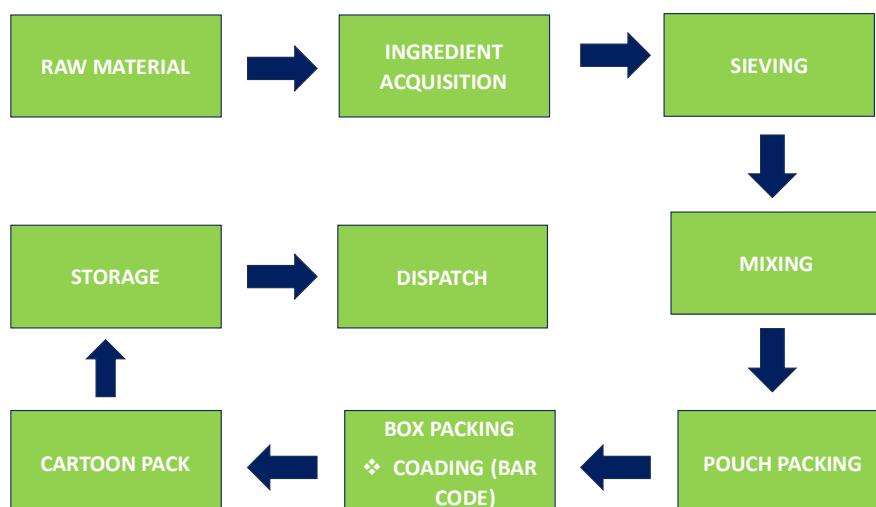 RAW MATERIAL
INGREDIENT
ACQUISITION
SIEVING
MIXING
POUCH PACKING
BOX PACKING
❖ COADING (BAR
CODE)
CARTOON PACK
STORAGE
DISPATCH